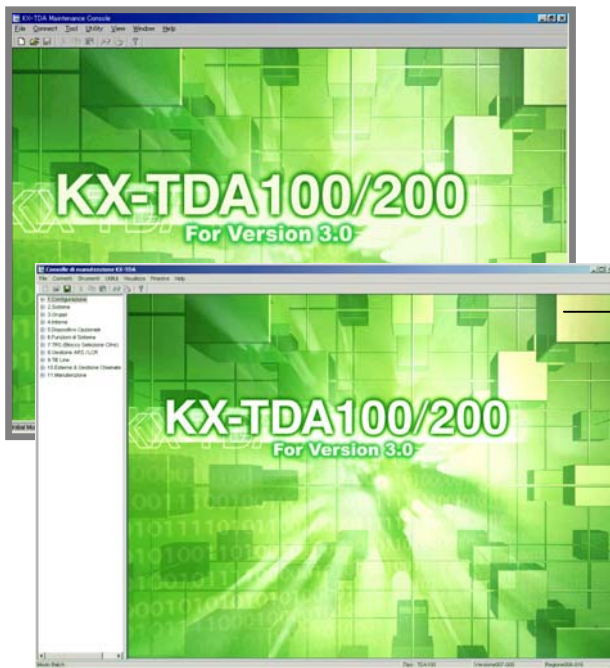 KX-TDA Maintenance Console
File Connect Tool Utility View Window Help
KX-TDA100/200
For Version 3.0
Consolle di manutenzione KX-TDA
File Connetti Strumenti Utilità Visualizza Finestra Help
1.Configurazione
2.Sistema
3.Gruppi
4.Interno
5.Dispositivo Opzionale
6.Funzioni di Sistema
7.TRS (Blocco Selezione Cifre)
8.Gestione ARS / LCR
9.TIE Line
10.Esterne & Gestione Chiamate
11.Manutenzione
KX-TDA100/200
For Version 3.0
Modo Batch
Tipo : TDA100